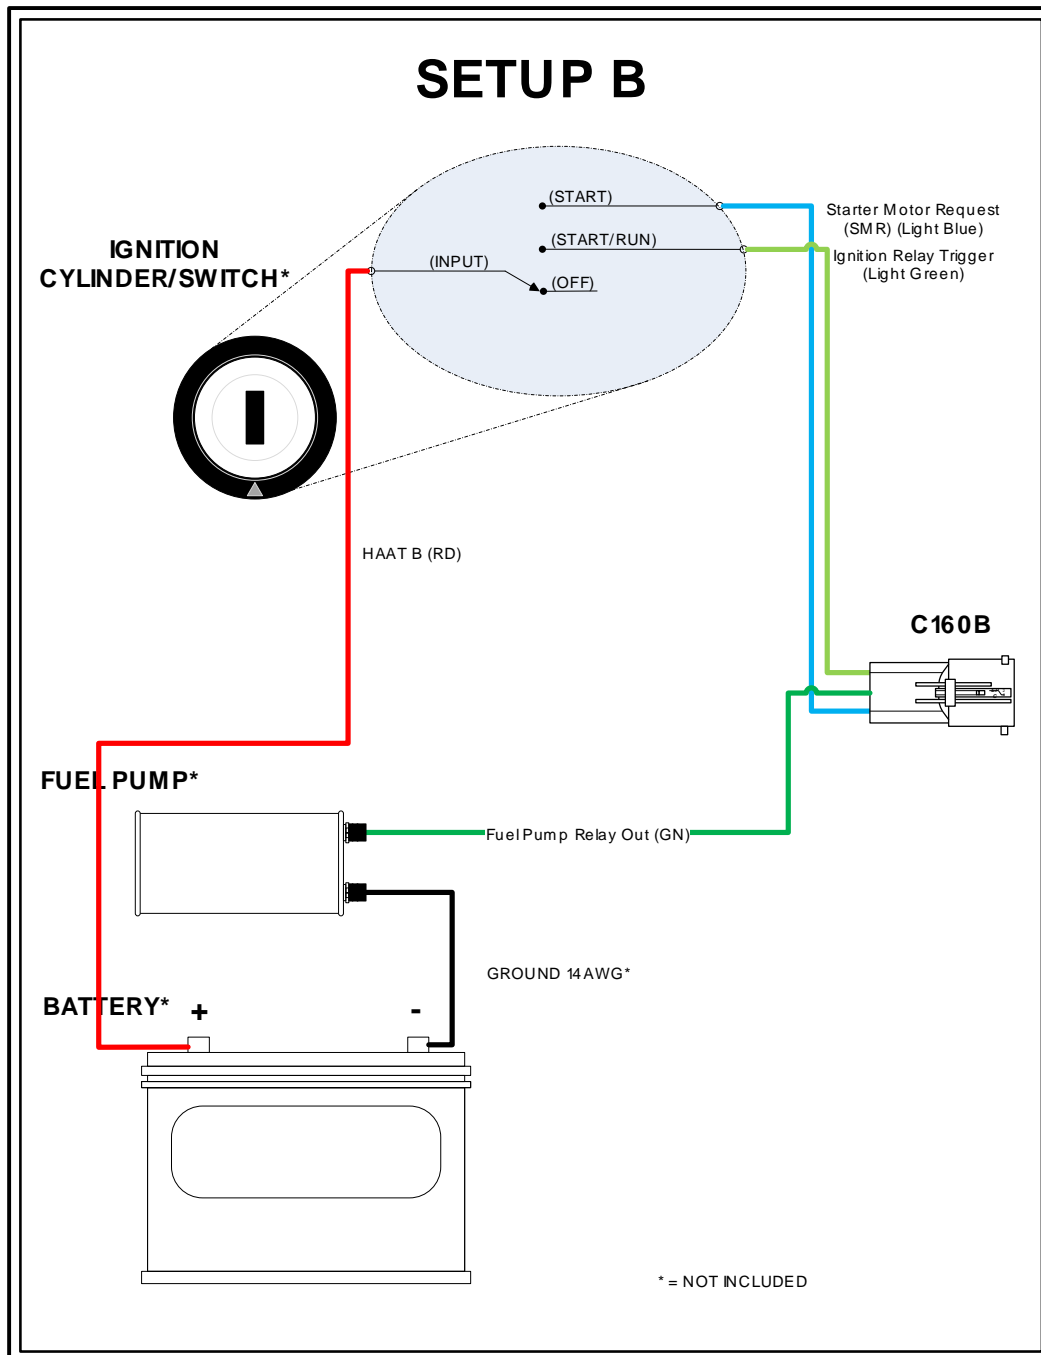 SETUP B
(START)
(START/RUN)
(INPUT)
(OFF)
Starter Motor Request
(SMR) (Light Blue)
Ignition Relay Trigger
(Light Green)
IGNITION
CYLINDER/SWITCH*
HAAT B (RD)
C160B
FUEL PUMP*
Fuel Pump Relay Out (GN)
GROUND 14AWG*
BATTERY* + -
* = NOT INCLUDED